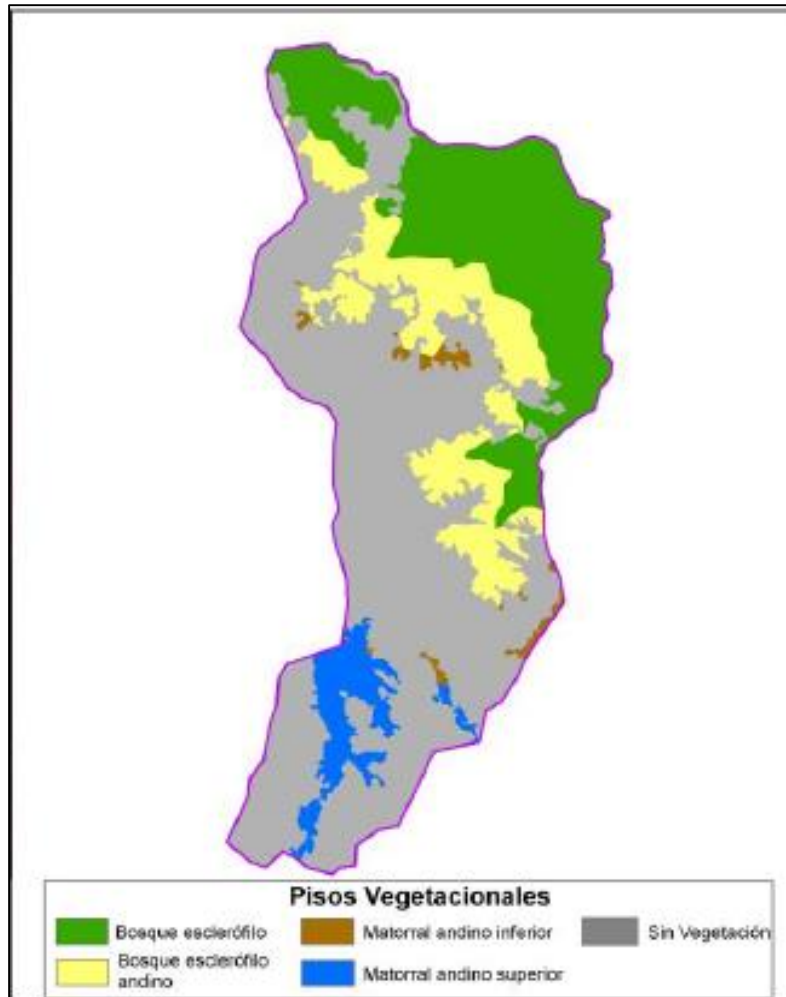 Pisos Vegetacionales
Bosque esclerófilo
Matorral andino inferior
Sin Vegetación
Bosque esclerófilo
andino
Matorral andino superior